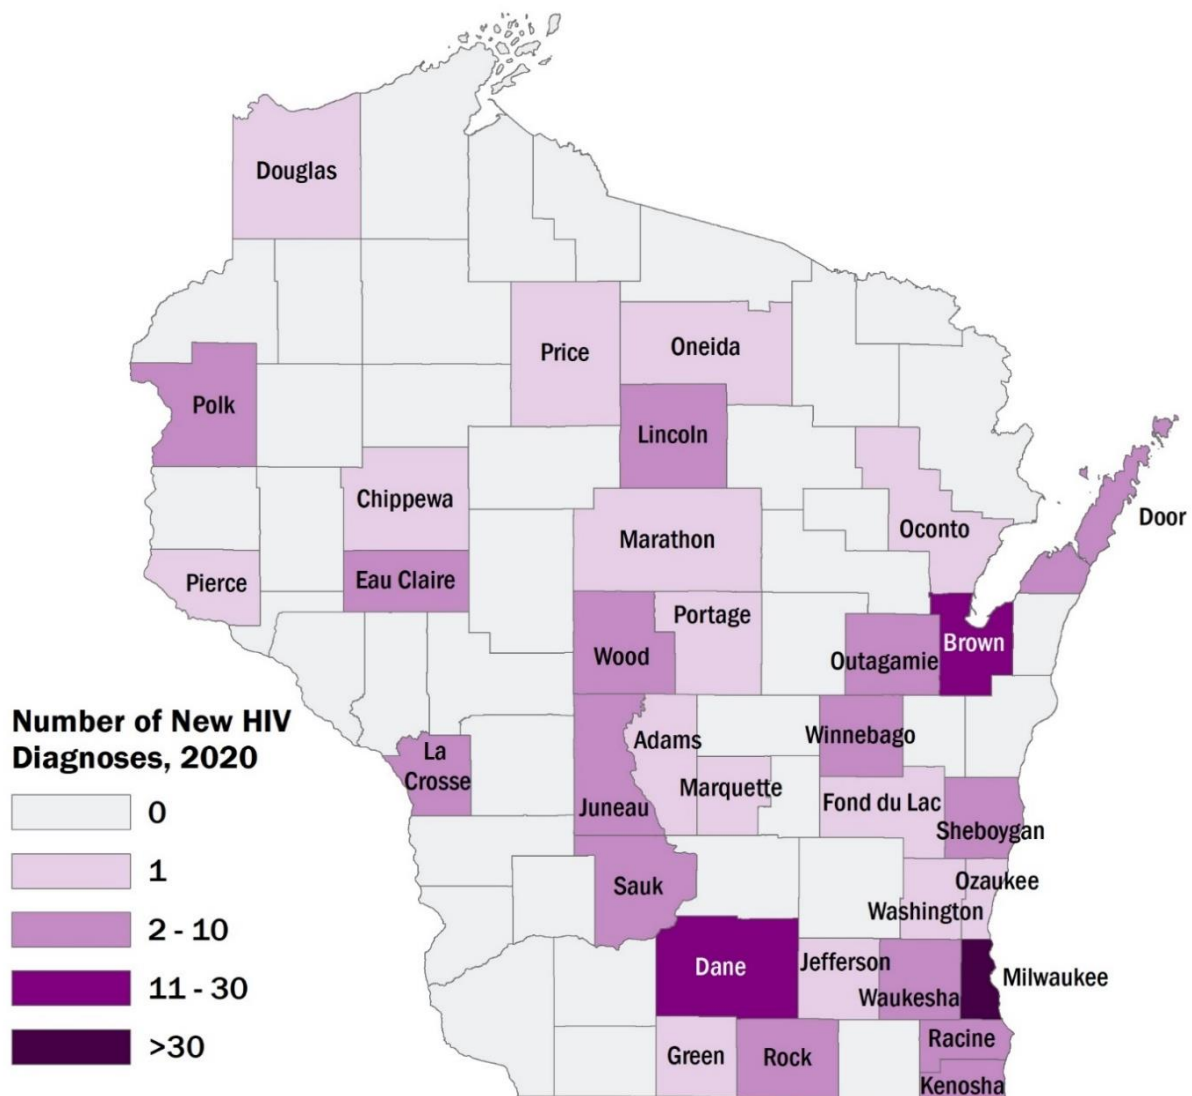 Douglas
Price
Oneida
Polk
Lincoln
Chippewa
Door
Oconto
Marathon
Pierce
Eau Claire
Portage
Brown
Wood
Outagamie
Number of New HIV
Diagnoses, 2020
0
1
2 - 10
11 - 30
>30
La
Crosse
Adams
Winnebago
Marquette
Juneau
Fond du Lac
Sheboygan
Sauk
Ozaukee
Washington
Dane
Jefferson
Milwaukee
Waukesha
Green
Rock
Racine
Kenosha